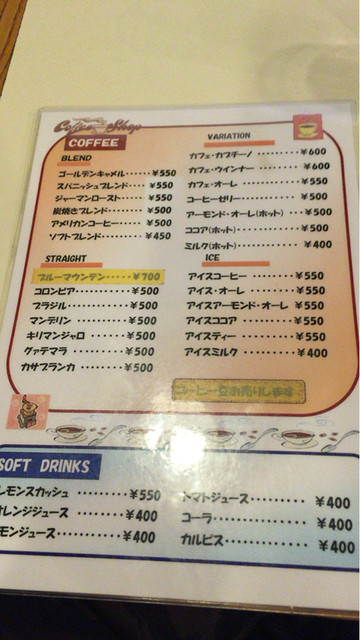 Coffee Shop
COFFEE
BLEND
ゴールデンキャメル・・・・・・¥550
スパニッシュブレンド・・・・¥550
ジャーマンロースト・・・・・¥550
炭焼きブレンド・・・・・・・¥500
アメリカンコーヒー・・・・・¥500
ソフトブレンド・・・・・・・¥450
STRAIGHT
ブルーマウンテン・・・・・¥700
コロンビア・・・・・・・・・¥500
ブラジル・・・・・・・・・・¥500
マンデリン・・・・・・・・・¥500
キリマンジャロ・・・・・・・¥500
グァテマラ・・・・・・・・・¥500
カサブランカ・・・・・・・・¥500
VARIATION
カフェ・カプチーノ・・・・・・¥600
カフェ・ウインナー・・・・・・¥600
カフェ・オーレ・・・・・・・・¥550
コーヒーゼリー・・・・・・・・¥500
アーモンド・オーレ(ホット)・・・¥500
ココア(ホット)・・・・・・・・¥500
ミルク(ホット)・・・・・・・・¥400
ICE
アイスコーヒー・・・・・・・・¥550
アイス・オーレ・・・・・・・・¥550
アイスアーモンド・オーレ ¥550
アイスココア・・・・・・・・・¥550
アイスティー・・・・・・・・・¥550
アイスミルク・・・・・・・・・¥400
コーヒー豆お売りします
SOFT DRINKS
レモンスカッシュ・・・・・・・・¥550
オレンジジュース・・・・・・・・¥400
モンジュース・・・・・・・・・・¥400
トマトジュース・・・・・・・・¥400
コーラ・・・・・・・・・・・・¥400
カルピス・・・・・・・・・・・¥400